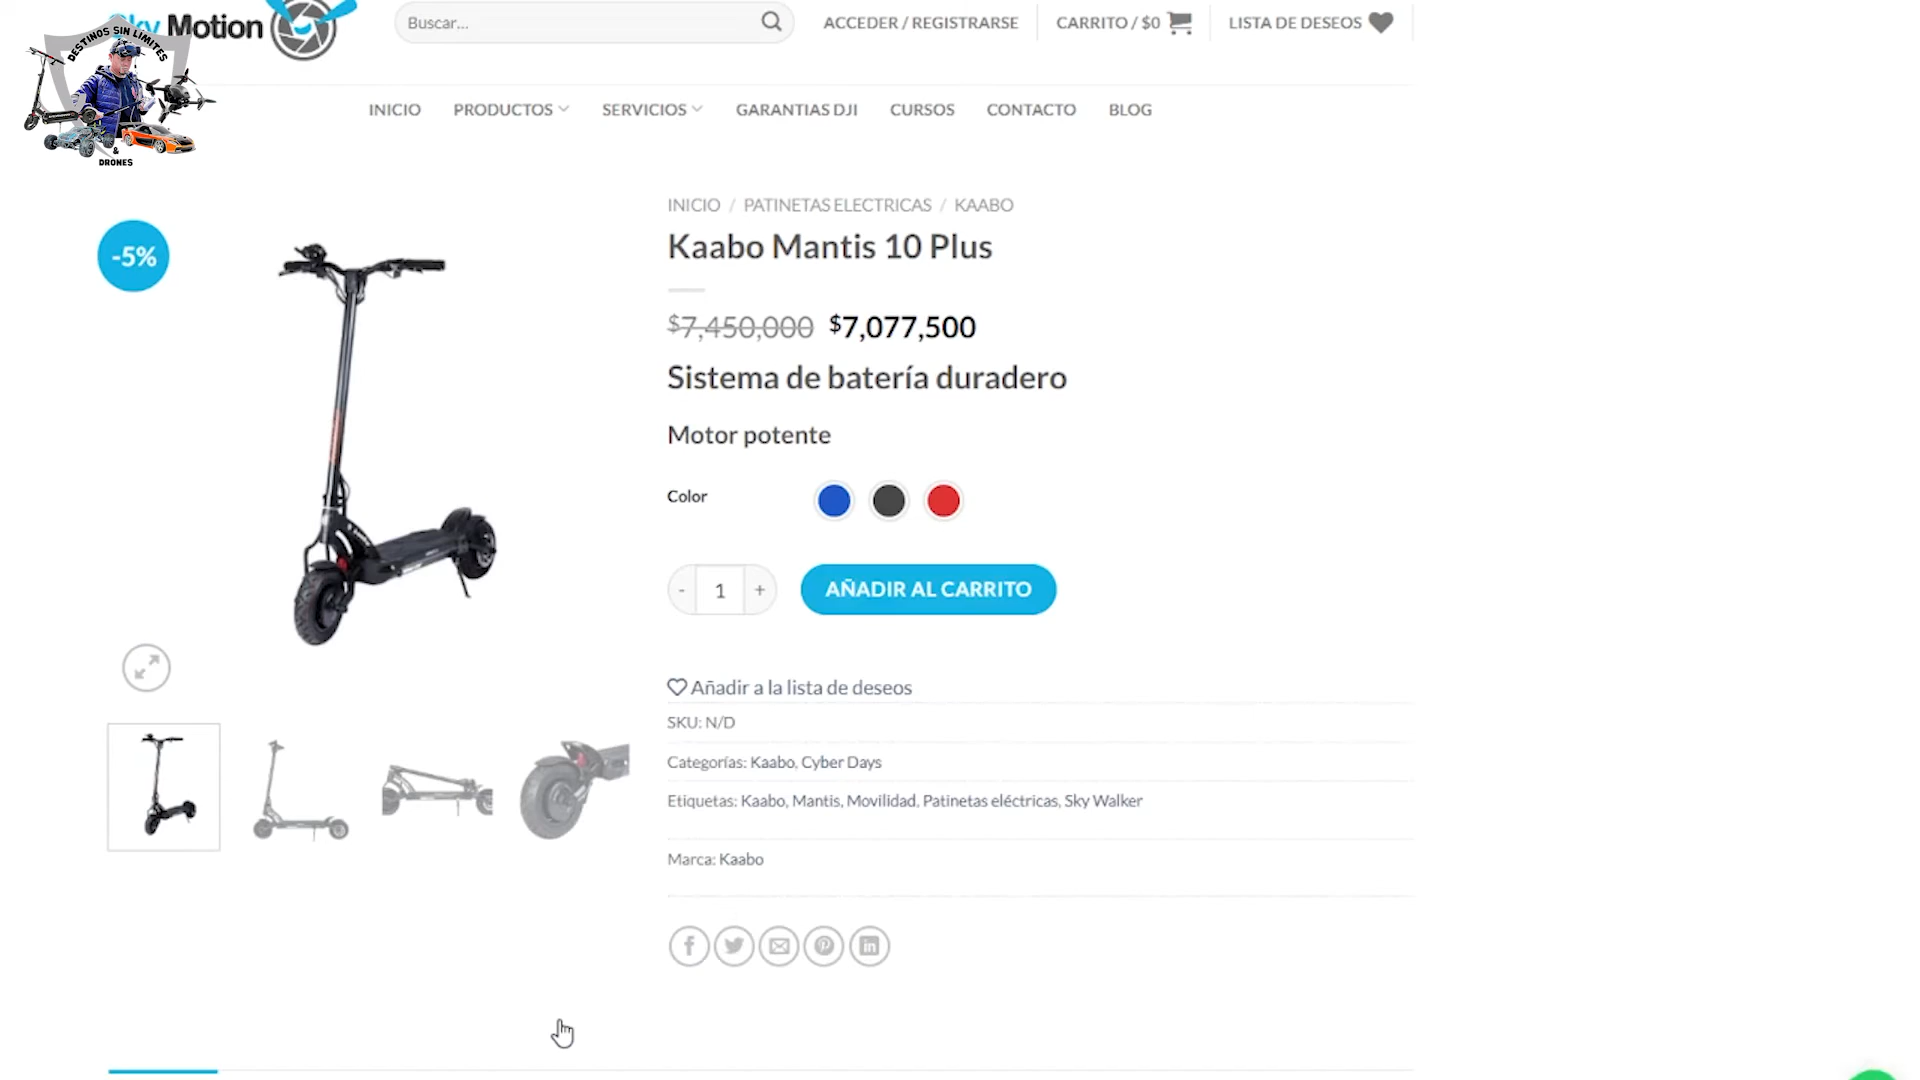 Sky Motion
DESTINOS SIN LÍMITES
&
DRONES
Buscar...
ACCEDER / REGISTRARSE
CARRITO / $0
LISTA DE DESEOS
INICIO
PRODUCTOS
SERVICIOS
GARANTIAS DJI
CURSOS
CONTACTO
BLOG
INICIO / PATINETAS ELECTRICAS / KAABO
-5%
Kaabo Mantis 10 Plus
$7,450,000 $7,077,500
Sistema de batería duradero
Motor potente
Color
- 1 +
AÑADIR AL CARRITO
Añadir a la lista de deseos
SKU: N/D
Categorías: Kaabo, Cyber Days
Etiquetas: Kaabo, Mantis, Movilidad, Patinetas eléctricas, Sky Walker
Marca: Kaabo